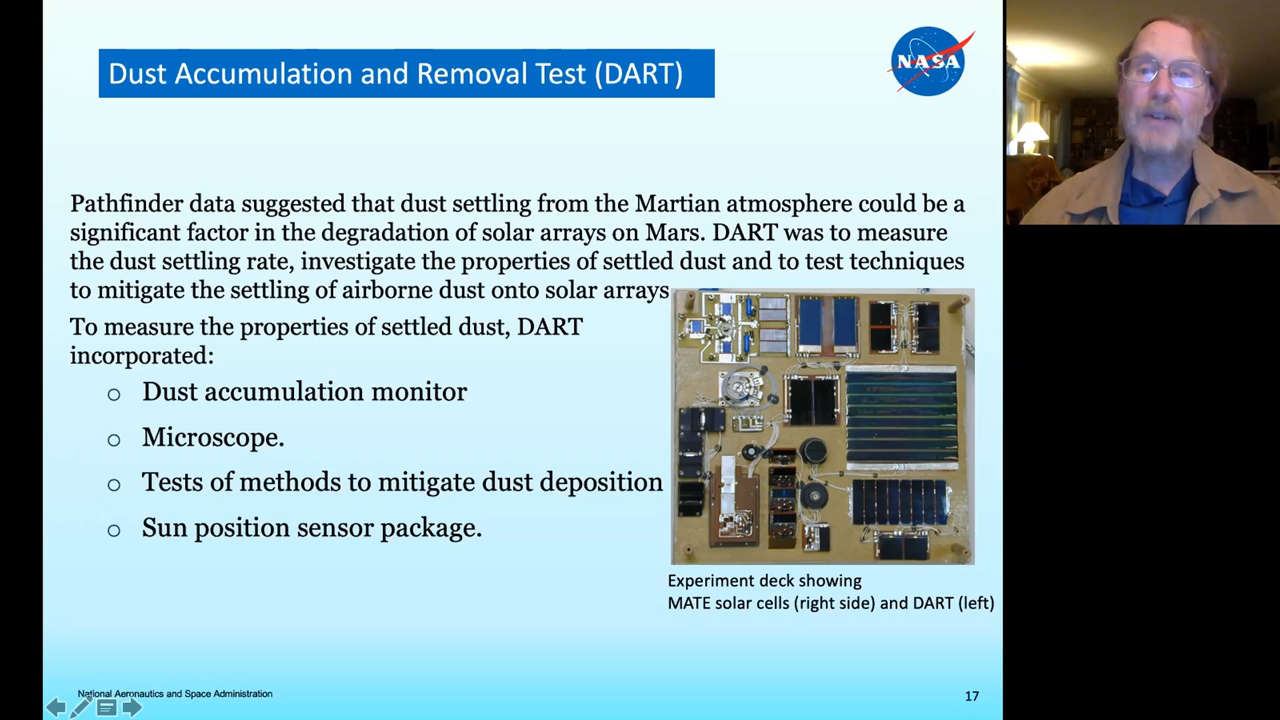 Dust Accumulation and Removal Test (DART)
NASA
Pathfinder data suggested that dust settling from the Martian atmosphere could be a
significant factor in the degradation of solar arrays on Mars. DART was to measure
the dust settling rate, investigate the properties of settled dust and to test techniques
to mitigate the settling of airborne dust onto solar arrays
To measure the properties of settled dust, DART
incorporated:
Dust accumulation monitor
Microscope.
Tests of methods to mitigate dust deposition
Sun position sensor package.
Experiment deck showing
MATE solar cells (right side) and DART (left)
National Aeronautics and Space Administration
17